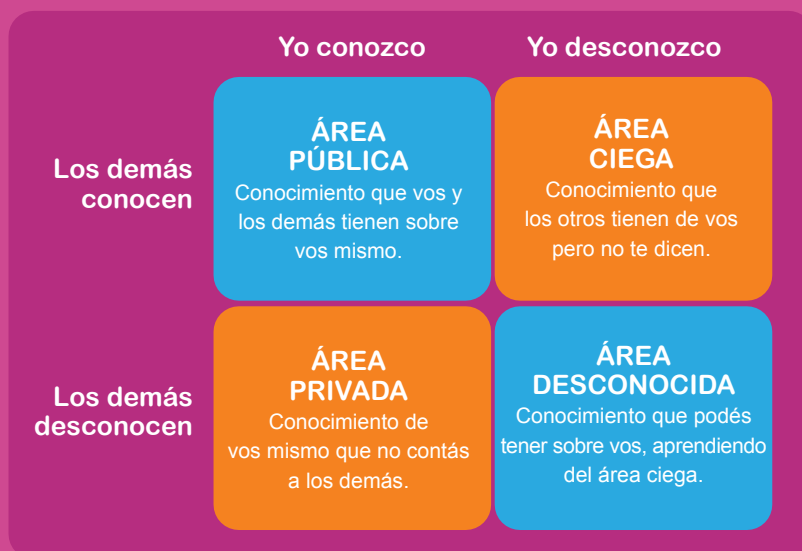 Yo conozco
Yo desconozco
Los demás
conocen
ÁREA
PÚBLICA
Conocimiento que vos y
los demás tienen sobre
vos mismo.
ÁREA
CIEGA
Conocimiento que
los otros tienen de vos
pero no te dicen.
Los demás
desconocen
ÁREA
PRIVADA
Conocimiento de
vos mismo que no contás
a los demás.
ÁREA
DESCONOCIDA
Conocimiento que podés
tener sobre vos, aprendiendo
del área ciega.